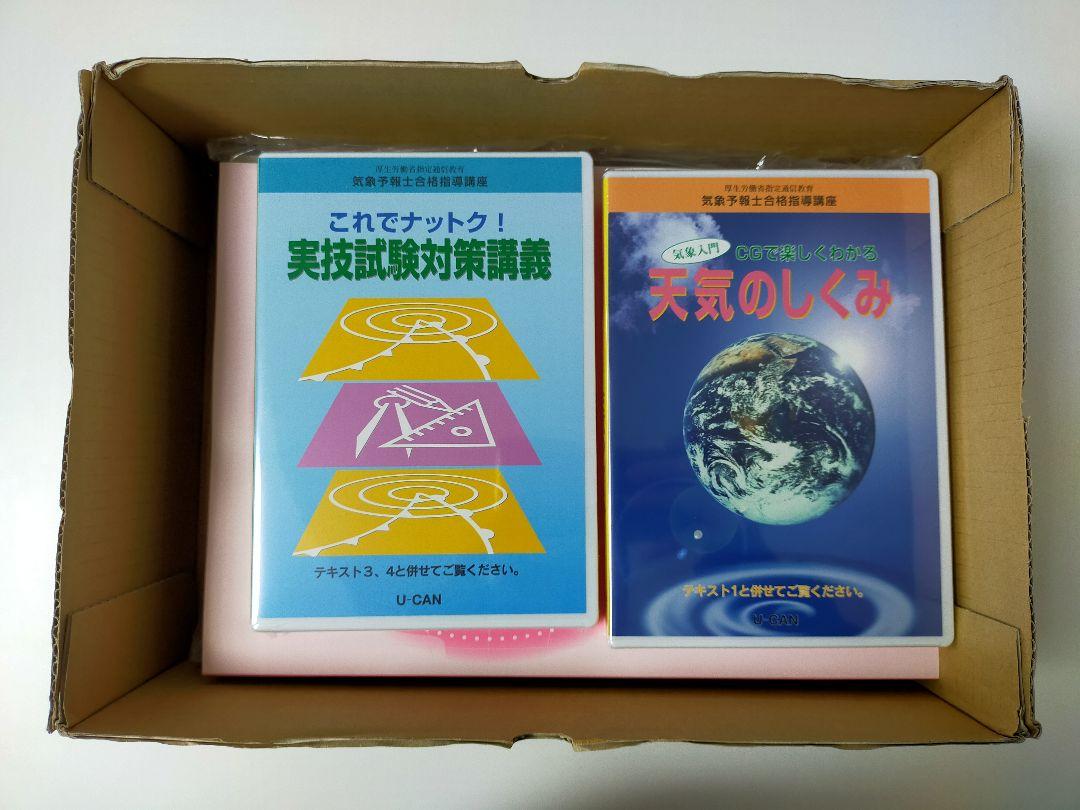 厚生労働省指定通信教育
気象予報士合格指導講座
これでナットク!
実技試験対策講義
テキスト3、4と併せてご覧ください。
U-CAN
厚生労働省指定通信教育
気象予報士合格指導講座
気象入門
CGで楽しくわかる
天気のしくみ
テキスト1と併せてご覧ください。
U-CAN